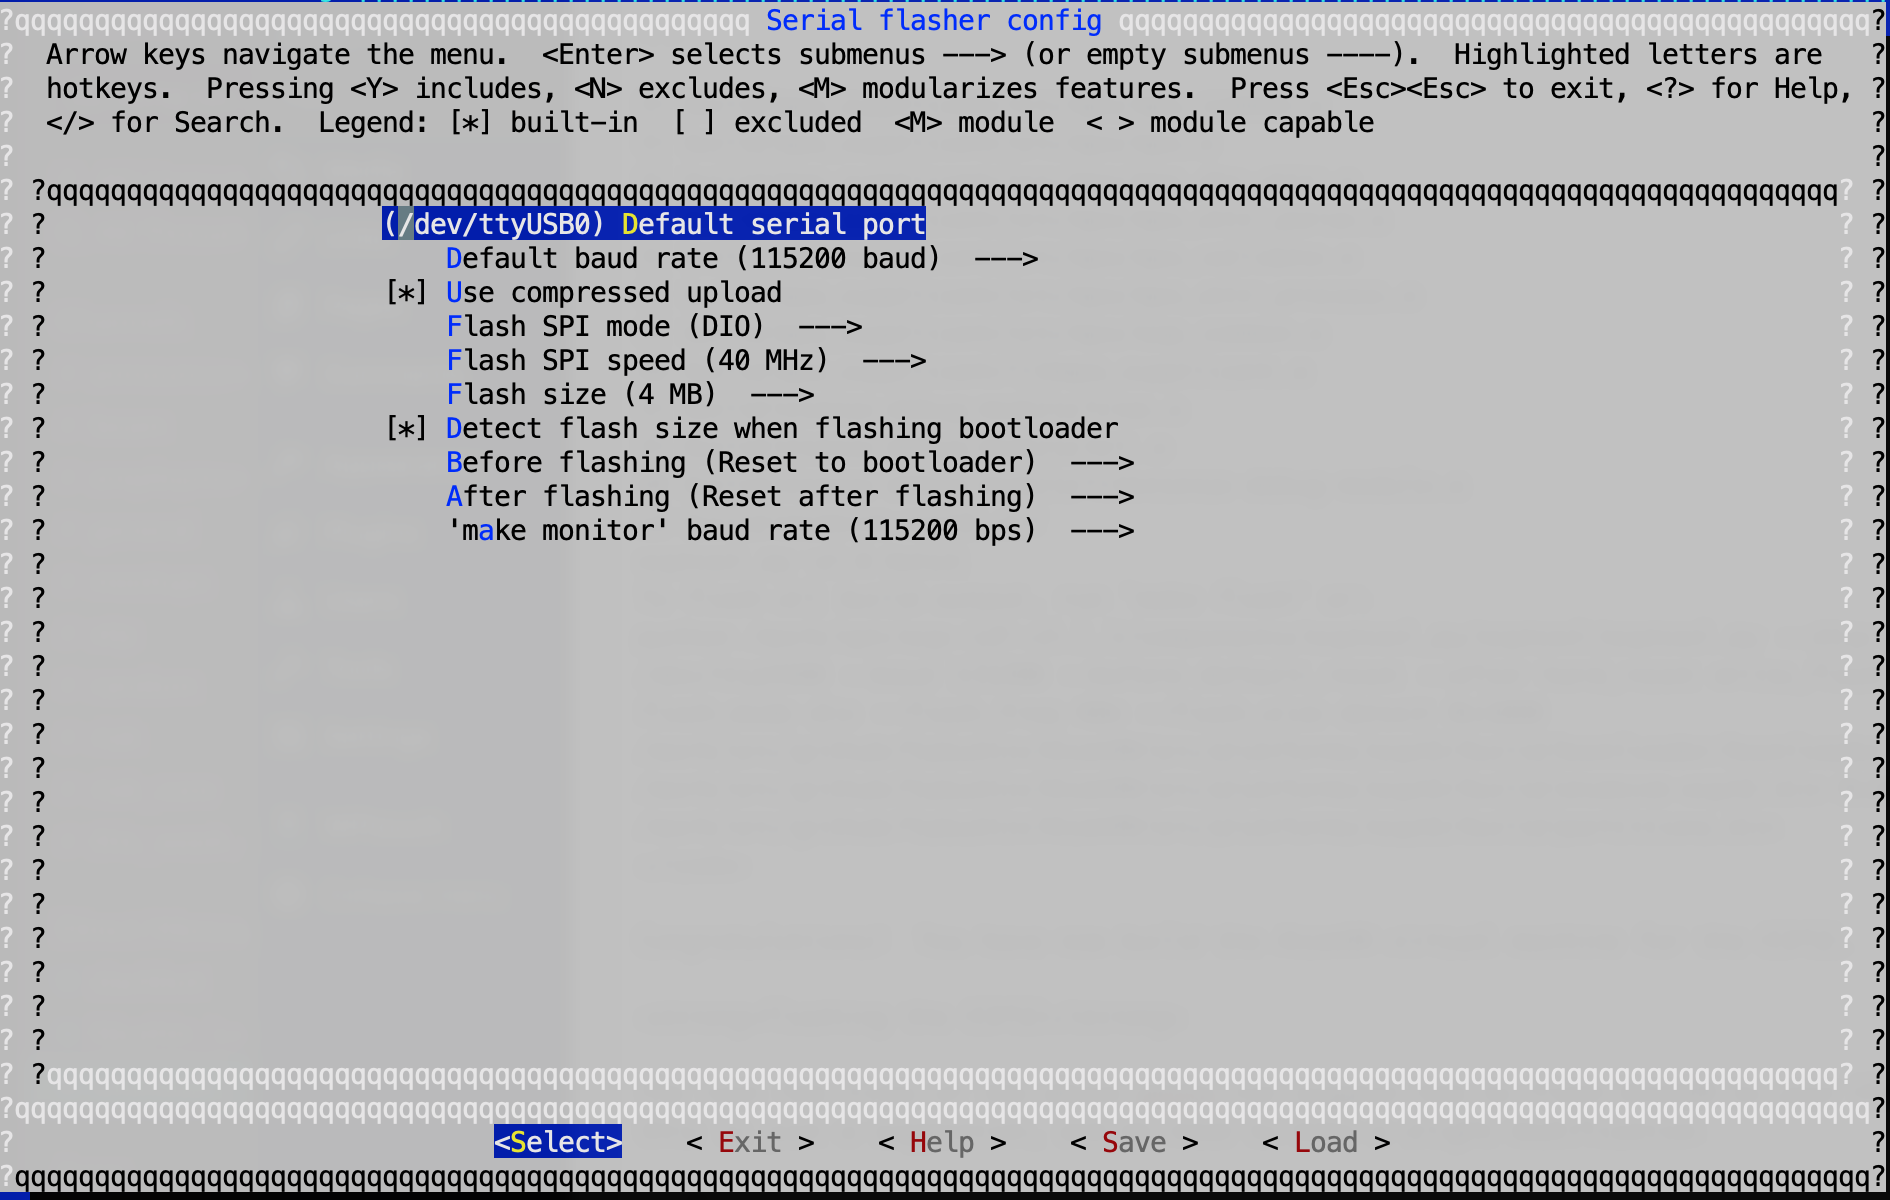 Serial flasher config
Arrow keys navigate the menu.  <Enter> selects submenus ---> (or empty submenus ----).  Highlighted letters are
hotkeys.  Pressing <Y> includes, <N> excludes, <M> modularizes features.  Press <Esc><Esc> to exit, <?> for Help,
</> for Search.  Legend: [*] built-in  [ ] excluded  <M> module  < > module capable
(/dev/ttyUSB0) Default serial port
Default baud rate (115200 baud)  --->
[*] Use compressed upload
Flash SPI mode (DIO)  --->
Flash SPI speed (40 MHz)  --->
Flash size (4 MB)  --->
[*] Detect flash size when flashing bootloader
Before flashing (Reset to bootloader)  --->
After flashing (Reset after flashing)  --->
'make monitor' baud rate (115200 bps)  --->
<Select>    < Exit >    < Help >    < Save >    < Load >